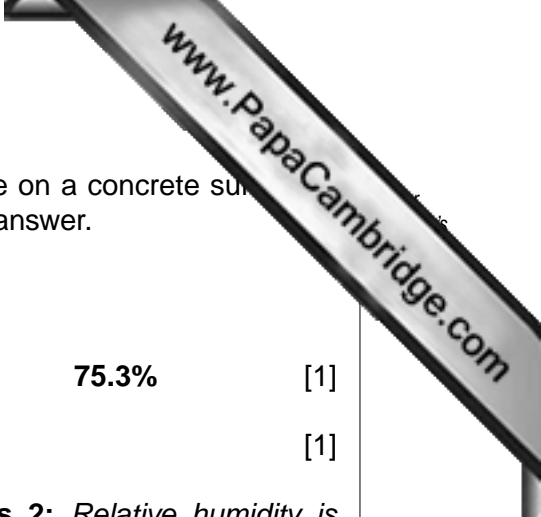 www.PapaCambridge.com
e on a concrete su
answer.
75.3% [1]
[1]
s 2: Relative humidity is